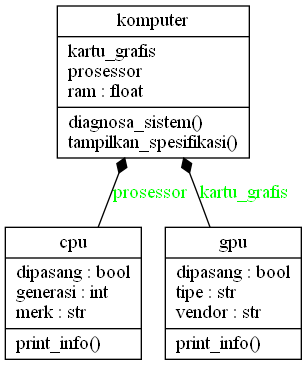 komputer
kartu_grafis
prosessor
ram : float
diagnosa_sistem()
tampilkan_spesifikasi()
prosessor
kartu_grafis
cpu
dipasang : bool
generasi : int
merk : str
print_info()
gpu
dipasang : bool
tipe : str
vendor : str
print_info()